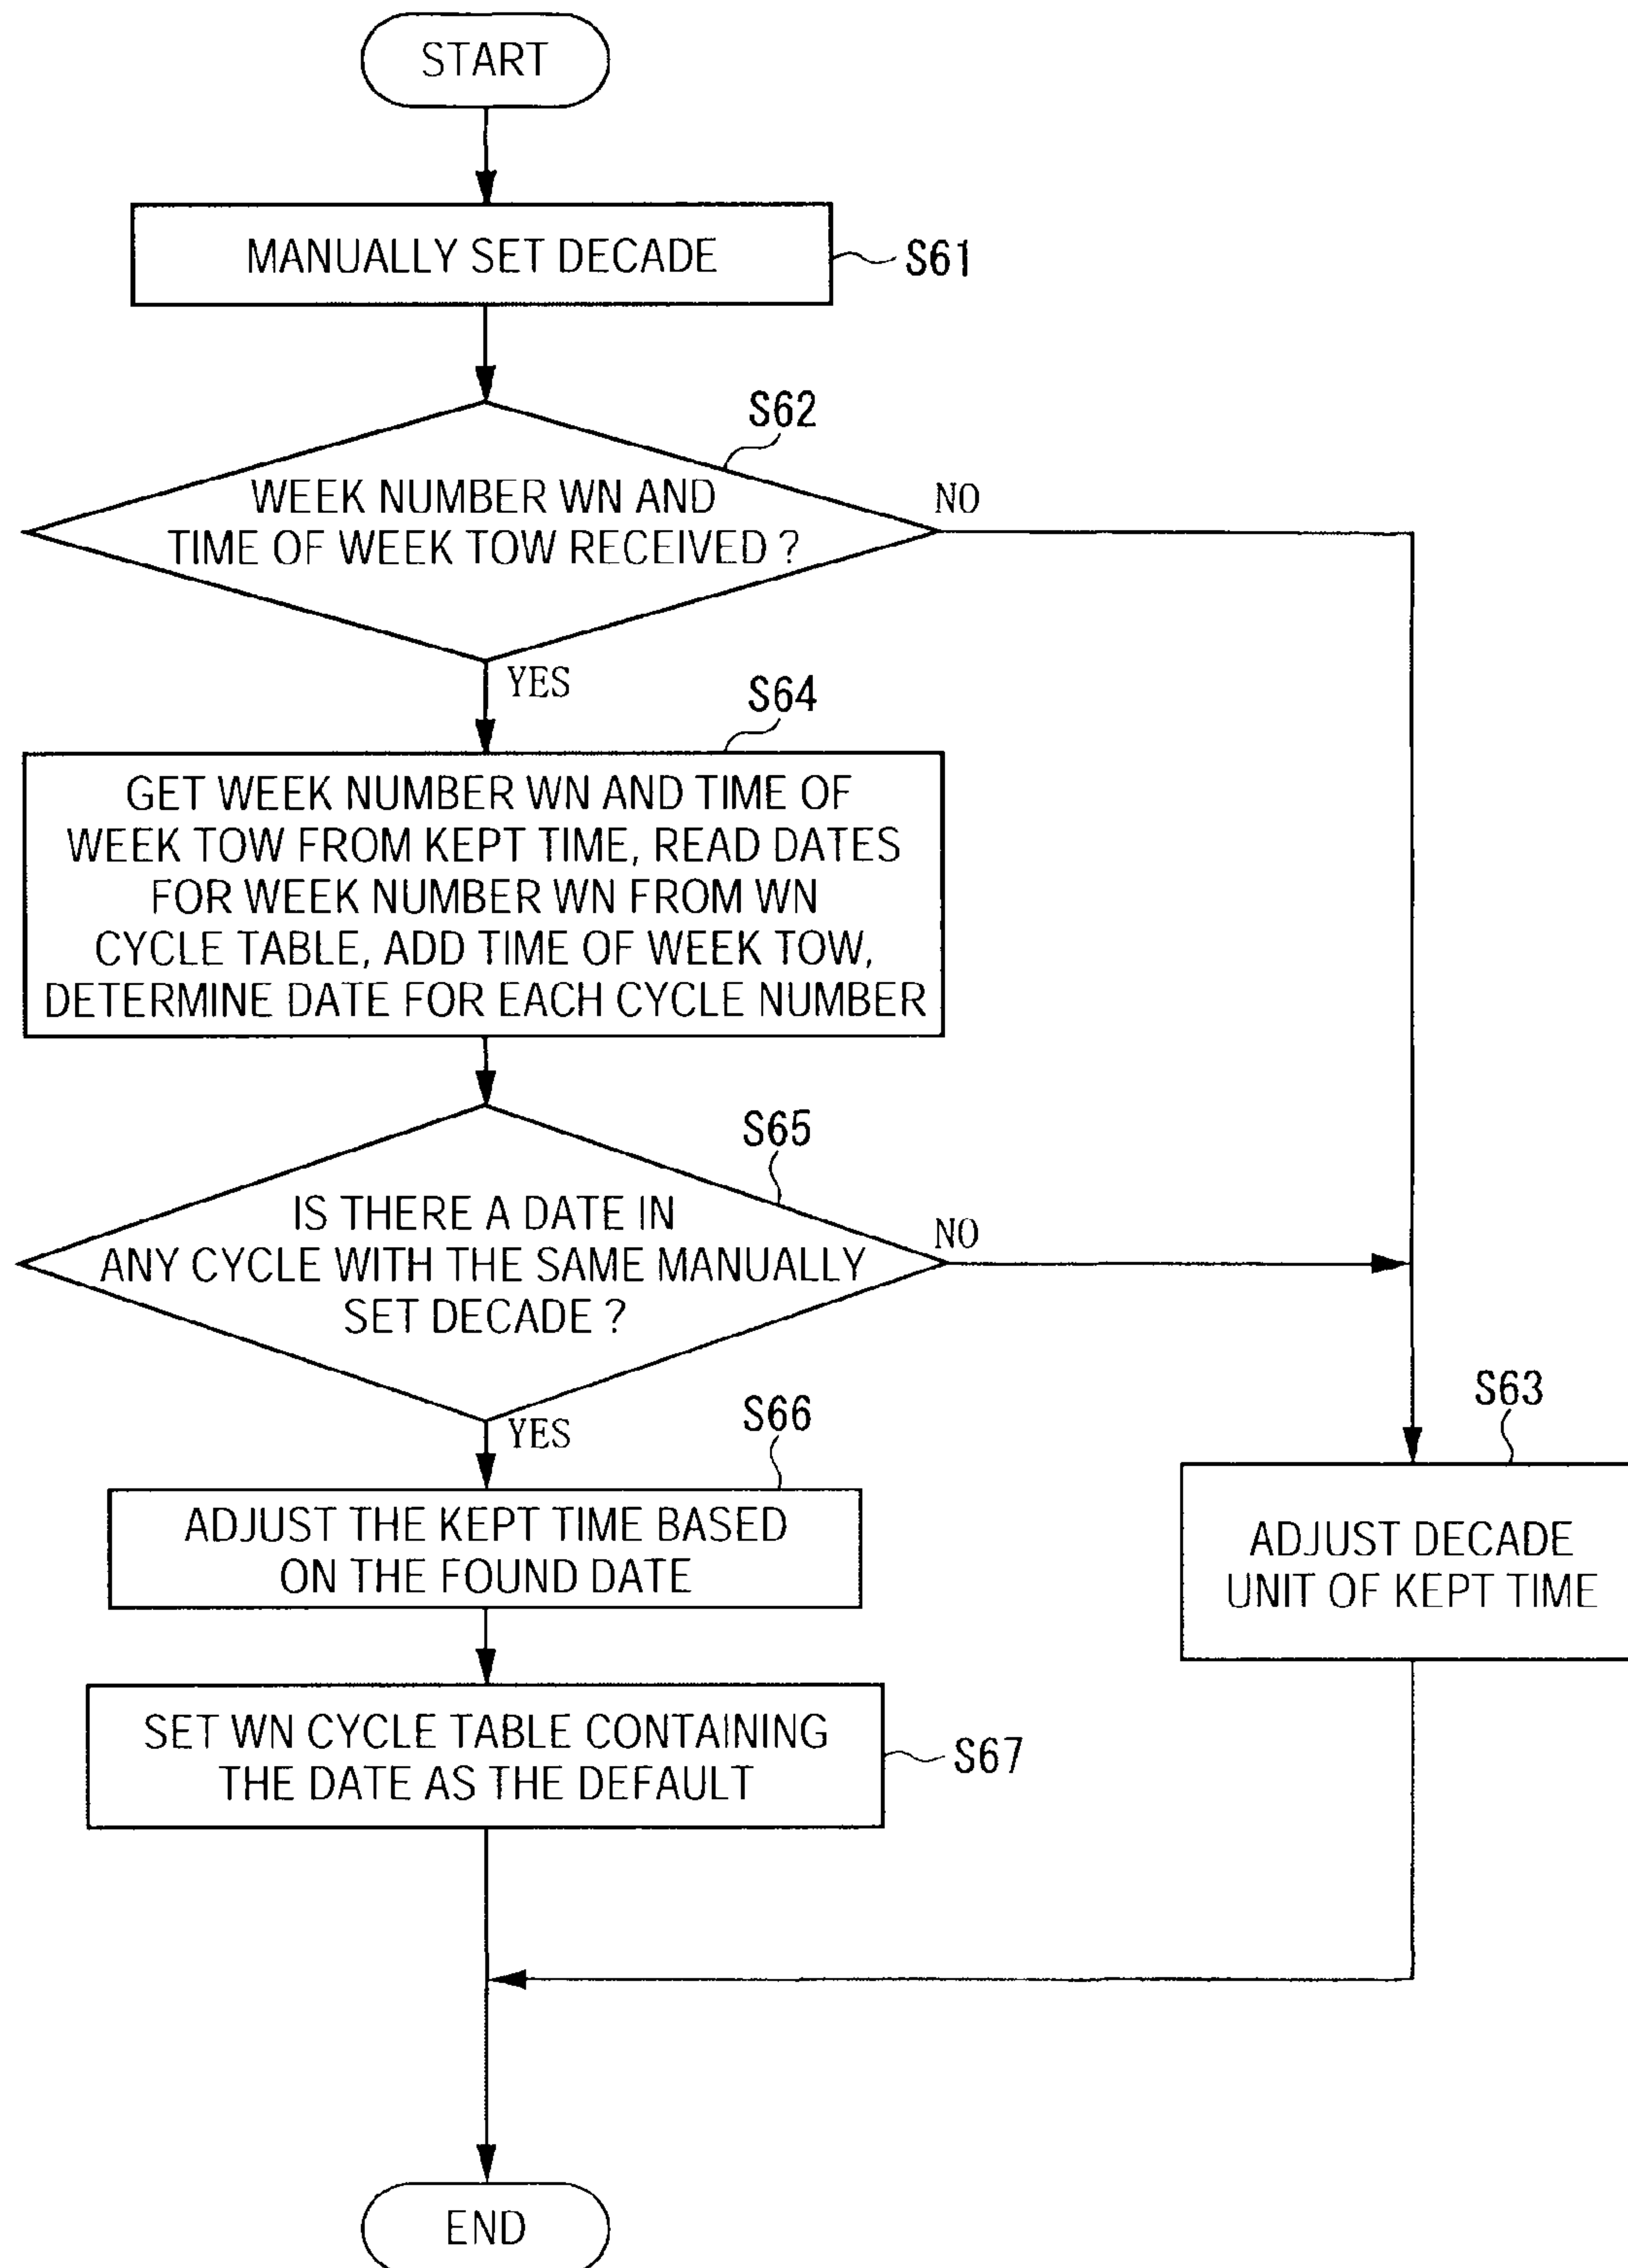 START
MANUALLY SET DECADE
S61
S62
WEEK NUMBER WN AND
TIME OF WEEK TOW RECEIVED ?
NO
YES
S64
GET WEEK NUMBER WN AND TIME OF
WEEK TOW FROM KEPT TIME, READ DATES
FOR WEEK NUMBER WN FROM WN
CYCLE TABLE, ADD TIME OF WEEK TOW,
DETERMINE DATE FOR EACH CYCLE NUMBER
S65
IS THERE A DATE IN
ANY CYCLE WITH THE SAME MANUALLY
SET DECADE ?
NO
YES
S66
ADJUST THE KEPT TIME BASED
ON THE FOUND DATE
S63
ADJUST DECADE
UNIT OF KEPT TIME
SET WN CYCLE TABLE CONTAINING
THE DATE AS THE DEFAULT
S67
END